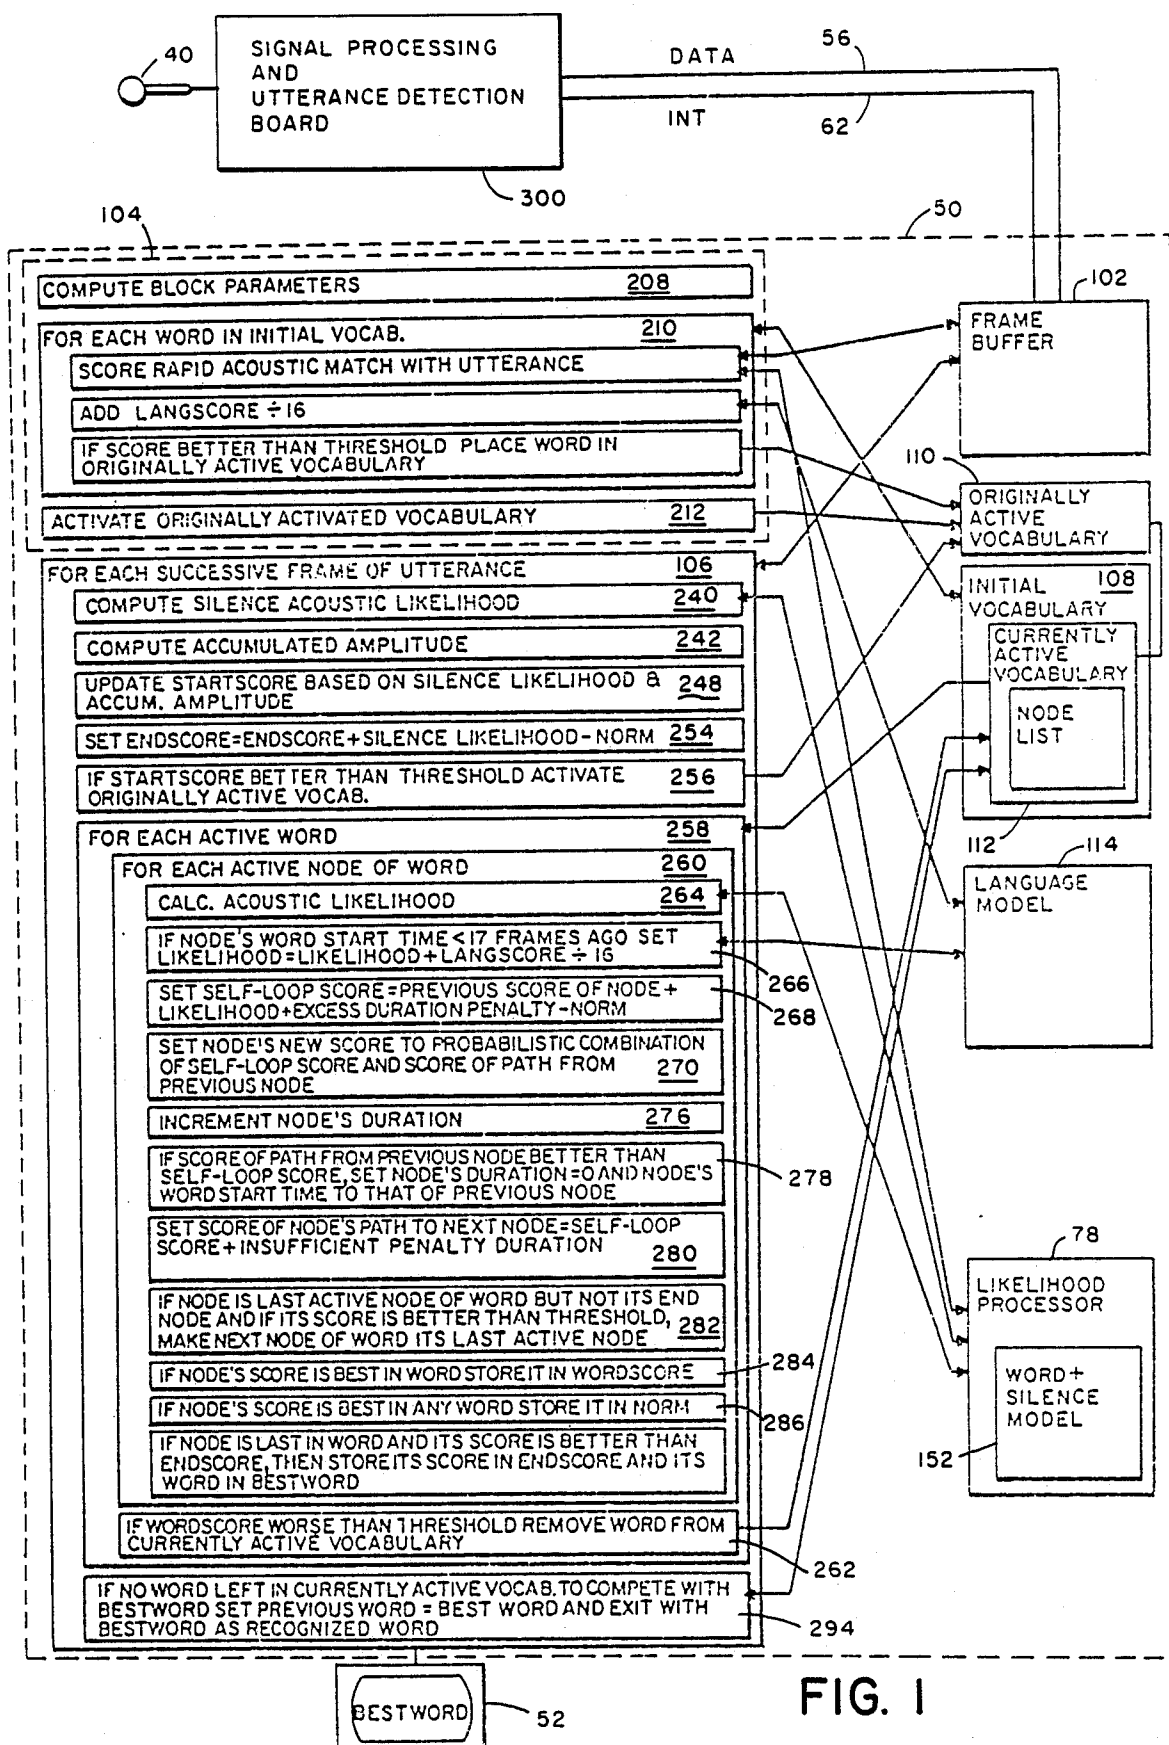 40
SIGNAL PROCESSING
AND
UTTERANCE DETECTION
BOARD
300
DATA
56
INT
62
104
50
COMPUTE BLOCK PARAMETERS 208
FOR EACH WORD IN INITIAL VOCAB. 210
SCORE RAPID ACOUSTIC MATCH WITH UTTERANCE
ADD LANGSCORE ÷ 16
IF SCORE BETTER THAN THRESHOLD PLACE WORD IN
ORIGINALLY ACTIVE VOCABULARY
ACTIVATE ORIGINALLY ACTIVATED VOCABULARY 212
FOR EACH SUCCESSIVE FRAME OF UTTERANCE 106
COMPUTE SILENCE ACOUSTIC LIKELIHOOD 240
COMPUTE ACCUMULATED AMPLITUDE 242
UPDATE STARTSCORE BASED ON SILENCE LIKELIHOOD &
ACCUM. AMPLITUDE 248
SET ENDSCORE=ENDSCORE+SILENCE LIKELIHOOD-NORM 254
IF STARTSCORE BETTER THAN THRESHOLD ACTIVATE
ORIGINALLY ACTIVE VOCAB. 256
FOR EACH ACTIVE WORD 258
FOR EACH ACTIVE NODE OF WORD 260
CALC. ACOUSTIC LIKELIHOOD 264
IF NODE'S WORD START TIME<17 FRAMES AGO SET
LIKELIHOOD=LIKELIHOOD+LANGSCORE ÷ 16
266
SET SELF-LOOP SCORE=PREVIOUS SCORE OF NODE+
LIKELIHOOD+EXCESS DURATION PENALTY-NORM
268
SET NODE'S NEW SCORE TO PROBABILISTIC COMBINATION
OF SELF-LOOP SCORE AND SCORE OF PATH FROM
PREVIOUS NODE 270
INCREMENT NODE'S DURATION 276
IF SCORE OF PATH FROM PREVIOUS NODE BETTER THAN
SELF-LOOP SCORE, SET NODE'S DURATION=0 AND NODE'S
WORD START TIME TO THAT OF PREVIOUS NODE
278
SET SCORE OF NODE'S PATH TO NEXT NODE=SELF-LOOP
SCORE+INSUFFICIENT PENALTY DURATION 280
IF NODE IS LAST ACTIVE NODE OF WORD BUT NOT ITS END
NODE AND IF ITS SCORE IS BETTER THAN THRESHOLD,
MAKE NEXT NODE OF WORD ITS LAST ACTIVE NODE 282
IF NODE'S SCORE IS BEST IN WORD STORE IT IN WORDSCORE
284
IF NODE'S SCORE IS BEST IN ANY WORD STORE IT IN NORM
286
IF NODE IS LAST IN WORD AND ITS SCORE IS BETTER THAN
ENDSCORE, THEN STORE ITS SCORE IN ENDSCORE AND ITS
WORD IN BESTWORD
IF WORDSCORE WORSE THAN THRESHOLD REMOVE WORD FROM
CURRENTLY ACTIVE VOCABULARY
262
IF NO WORD LEFT IN CURRENTLY ACTIVE VOCAB. TO COMPETE WITH
BESTWORD SET PREVIOUS WORD = BEST WORD AND EXIT WITH
BESTWORD AS RECOGNIZED WORD
294
BESTWORD
52
102
FRAME
BUFFER
110
ORIGINALLY
ACTIVE
VOCABULARY
INITIAL 108
VOCABULARY
CURRENTLY
ACTIVE
VOCABULARY
NODE
LIST
112
114
LANGUAGE
MODEL
78
LIKELIHOOD
PROCESSOR
WORD+
SILENCE
MODEL
152
FIG. 1